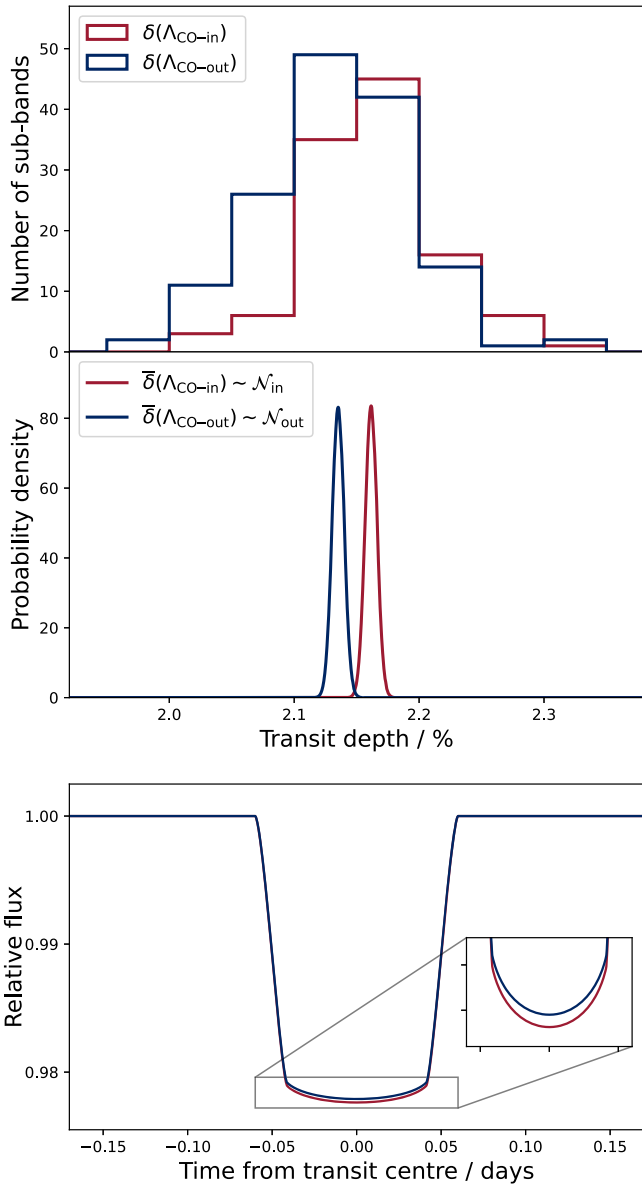 δ(Λ_CO–in)
δ(Λ_CO–out)
Number of sub-bands
50
40
30
20
10
0
δ̅(Λ_CO–in) ~ 𝒩_in
δ̅(Λ_CO–out) ~ 𝒩_out
Probability density
80
60
40
20
0
2.0 2.1 2.2 2.3
Transit depth / %
Relative flux
1.00
0.99
0.98
−0.15 −0.10 −0.05 0.00 0.05 0.10 0.15
Time from transit centre / days